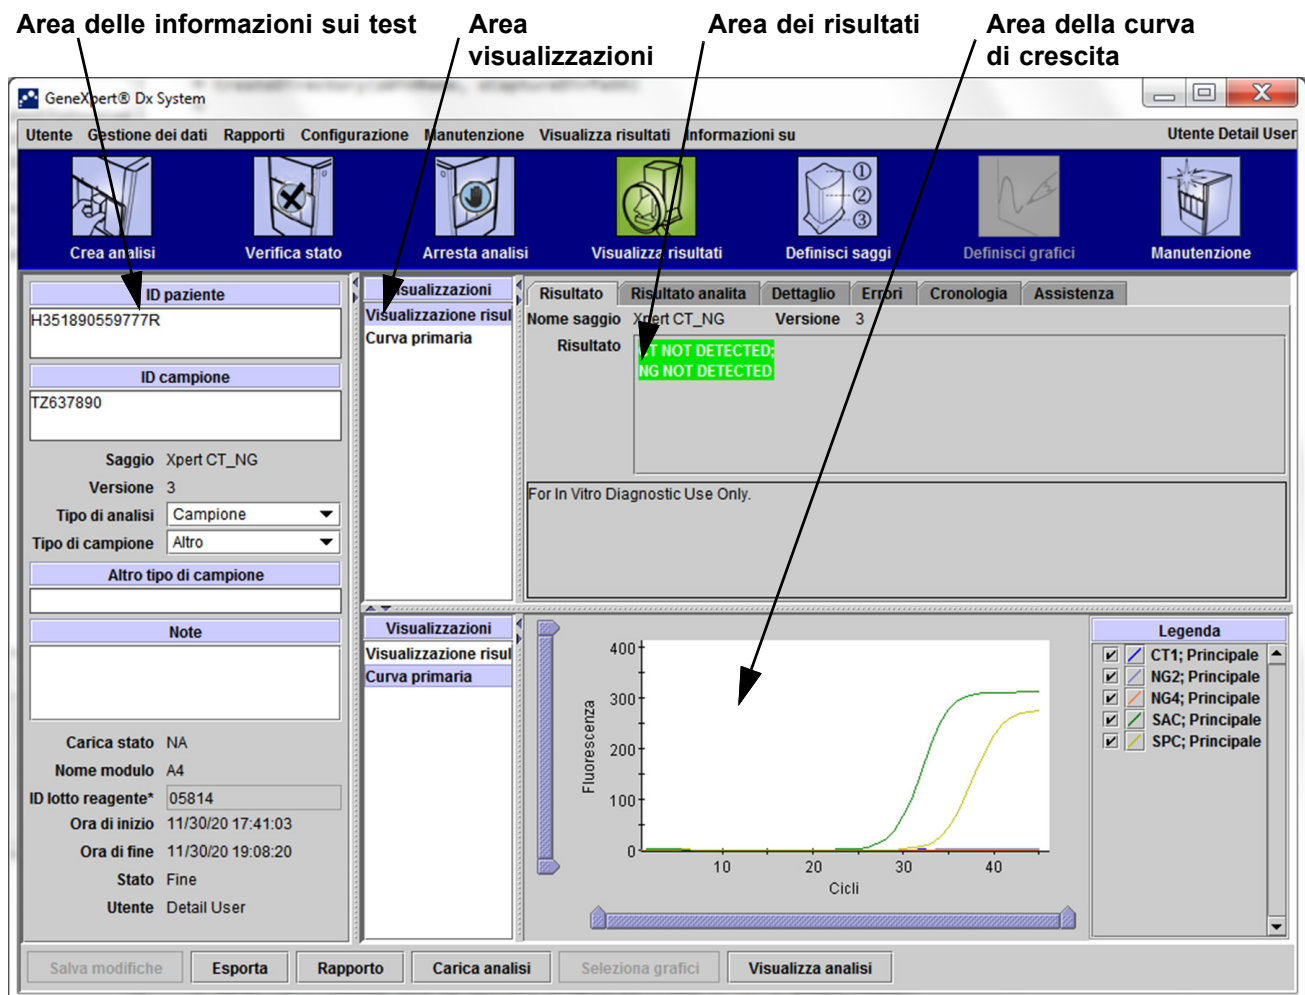 Area delle informazioni sui test
Area
visualizzazioni
Area dei risultati
Area della curva
di crescita
GeneXpert® Dx System
Utente Gestione dei dati Rapporti Configurazione Manutenzione Visualizza risultati Informazioni su Utente Detail User
Crea analisi
Verifica stato
Arresta analisi
Visualizza risultati
① ② ③
Definisci saggi
Definisci grafici
Manutenzione
ID paziente
H351890559777R
ID campione
TZ637890
Saggio Xpert CT_NG
Versione 3
Tipo di analisi Campione
Tipo di campione Altro
Altro tipo di campione
Note
Carica stato NA
Nome modulo A4
ID lotto reagente* 05814
Ora di inizio 11/30/20 17:41:03
Ora di fine 11/30/20 19:08:20
Stato Fine
Utente Detail User
Visualizzazioni
Visualizzazione risul
Curva primaria
Risultato Risultato analita Dettaglio Errori Cronologia Assistenza
Nome saggio Xpert CT_NG Versione 3
Risultato
CT NOT DETECTED;
NG NOT DETECTED
For In Vitro Diagnostic Use Only.
Visualizzazioni
Visualizzazione risul
Curva primaria
Fluorescenza
400
300
200
100
0
10 20 30 40
Cicli
Legenda
CT1; Principale
NG2; Principale
NG4; Principale
SAC; Principale
SPC; Principale
Salva modifiche Esporta Rapporto Carica analisi Seleziona grafici Visualizza analisi